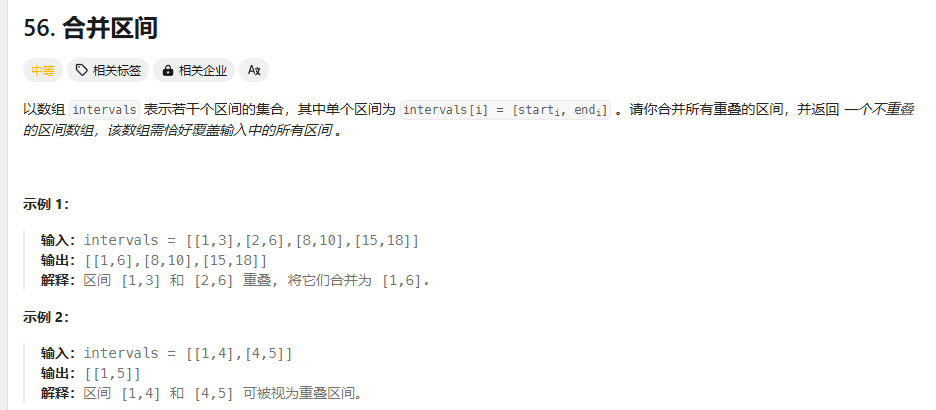 56. 合并区间
中等 相关标签 相关企业 Aあ
以数组 intervals 表示若干个区间的集合，其中单个区间为 intervals[i] = [starti, endi] 。请你合并所有重叠的区间，并返回 一个不重叠
的区间数组，该数组需恰好覆盖输入中的所有区间 。
示例 1：
输入：intervals = [[1,3],[2,6],[8,10],[15,18]]
输出：[[1,6],[8,10],[15,18]]
解释：区间 [1,3] 和 [2,6] 重叠, 将它们合并为 [1,6].
示例 2：
输入：intervals = [[1,4],[4,5]]
输出：[[1,5]]
解释：区间 [1,4] 和 [4,5] 可被视为重叠区间。